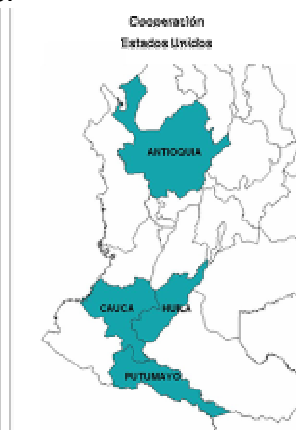 Cooperación
Estados Unidos
ANTIOQUIA
CAUCA
HUILA
PUTUMAYO